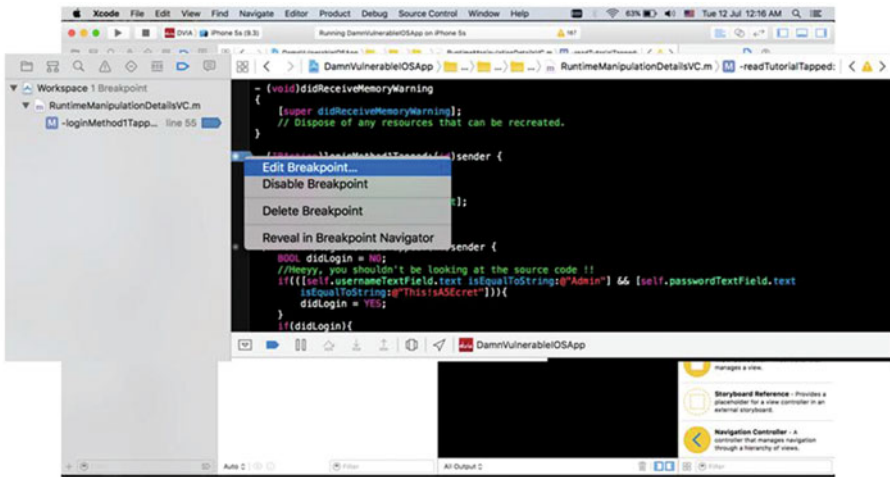 Xcode File Edit View Find Navigate Editor Product Debug Source Control Window Help 63% Tue 12 Jul 12:16 AM
DVIA iPhone 5s (9.3) Running DamnVulnerableIOSApp on iPhone 5s 167
DamnVulnerableIOSApp ... ... ... RuntimeManipulationDetailsVC.m -readTutorialTapped:
Workspace 1 Breakpoint
RuntimeManipulationDetailsVC.m
-loginMethod1Tapp... line 55
- (void)didReceiveMemoryWarning
{
[super didReceiveMemoryWarning];
// Dispose of any resources that can be recreated.
}
sender {
Edit Breakpoint...
Disable Breakpoint
Delete Breakpoint
Reveal in Breakpoint Navigator
t];
sender {
BOOL didLogin = NO;
//Heeyy, you shouldn't be looking at the source code !!
if(([self.usernameTextField.text isEqualToString:@"Admin"] && [self.passwordTextField.text
isEqualToString:@"This!sA5Ecret"])){
didLogin = YES;
}
if(didLogin){
DamnVulnerableIOSApp
manages a view.
Storyboard Reference - Provides a
placeholder for a view controller in an
external storyboard.
Navigation Controller - A
controller that manages navigation
through a hierarchy of views.
Auto Filter All Output Filter